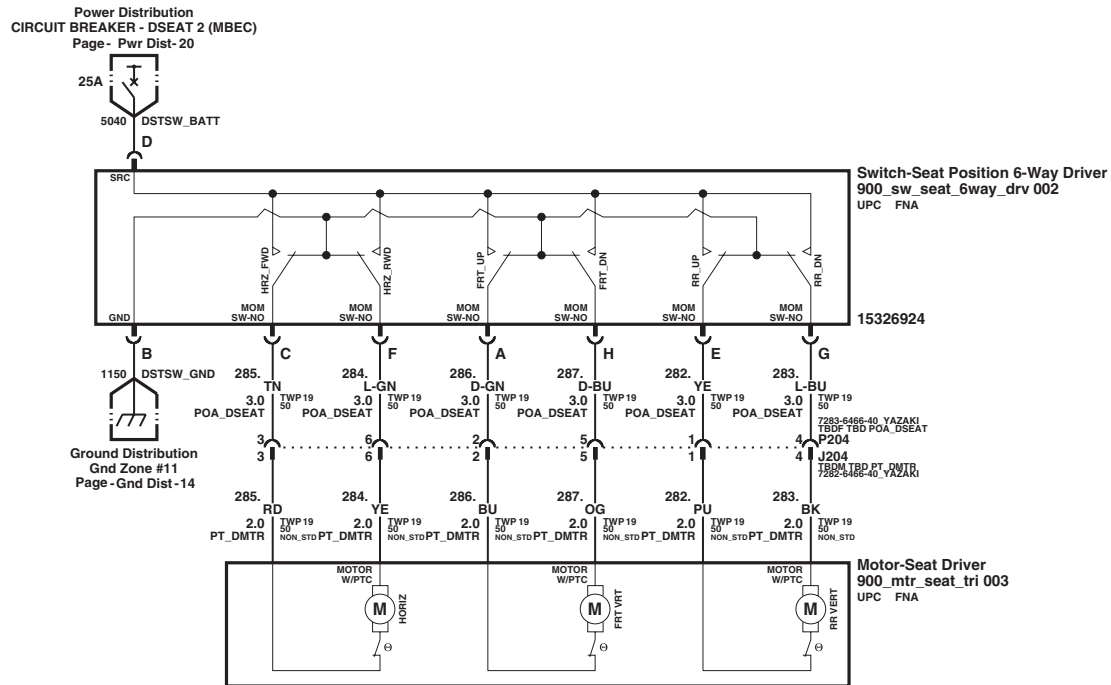 Power Distribution
CIRCUIT BREAKER - DSEAT 2 (MBEC)
Page- Pwr Dist-20
25A
5040 DSTSW_BATT
D
SRC
Switch-Seat Position 6-Way Driver
900_sw_seat_6way_drv 002
UPC FNA
HRZ_FWD
HRZ_RWD
FRT_UP
FRT_DN
RR_UP
RR_DN
GND
MOM SW-NO
MOM SW-NO
MOM SW-NO
MOM SW-NO
MOM SW-NO
MOM SW-NO
15326924
B C F A H E G
1150 DSTSW_GND
285. 284. 286. 287. 282. 283.
TN L-GN D-GN D-BU YE L-BU
3.0 TWP 19 3.0 TWP 19 3.0 TWP 19 3.0 TWP 19 3.0 TWP 19 3.0 TWP 19
50 50 50 50 50 50
POA_DSEAT POA_DSEAT POA_DSEAT POA_DSEAT POA_DSEAT POA_DSEAT
7283-6466-40_YAZAKI
TBDF TBD POA_DSEAT
3 6 2 5 1 4 P204
3 6 2 5 1 4 J204
TBDM TBD PT_DMTR
7282-6466-40_YAZAKI
Ground Distribution
Gnd Zone #11
Page-Gnd Dist-14
285. 284. 286. 287. 282. 283.
RD YE BU OG PU BK
2.0 TWP 19 2.0 TWP 19 2.0 TWP 19 2.0 TWP 19 2.0 TWP 19 2.0 TWP 19
50 50 50 50 50 50
PT_DMTR NON_STD PT_DMTR NON_STD PT_DMTR NON_STD PT_DMTR NON_STD PT_DMTR NON_STD PT_DMTR NON_STD
Motor-Seat Driver
900_mtr_seat_tri 003
UPC FNA
MOTOR W/PTC
MOTOR W/PTC
MOTOR W/PTC
M HORIZ
M FRT VRT
M RR VERT
Θ Θ Θ